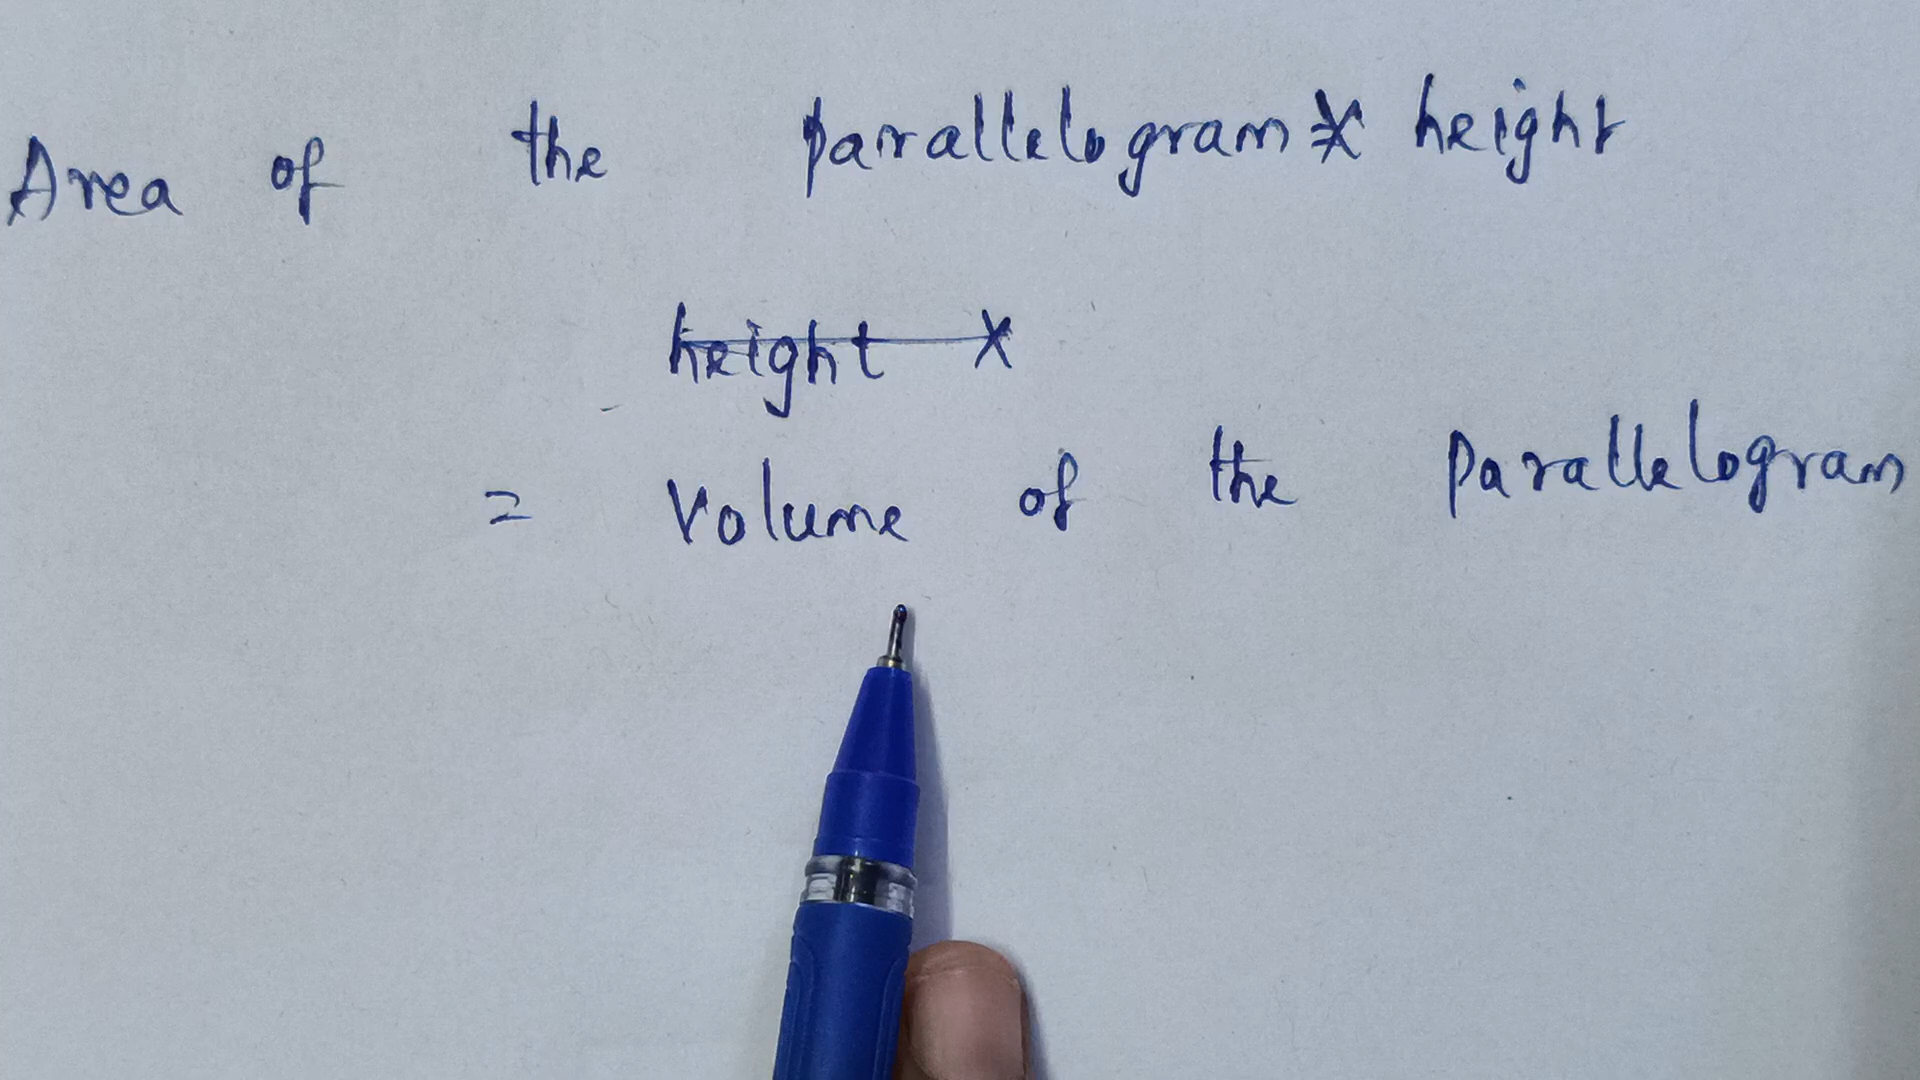 Area of the parallelogram * height
height X
= Volume of the parallelogram